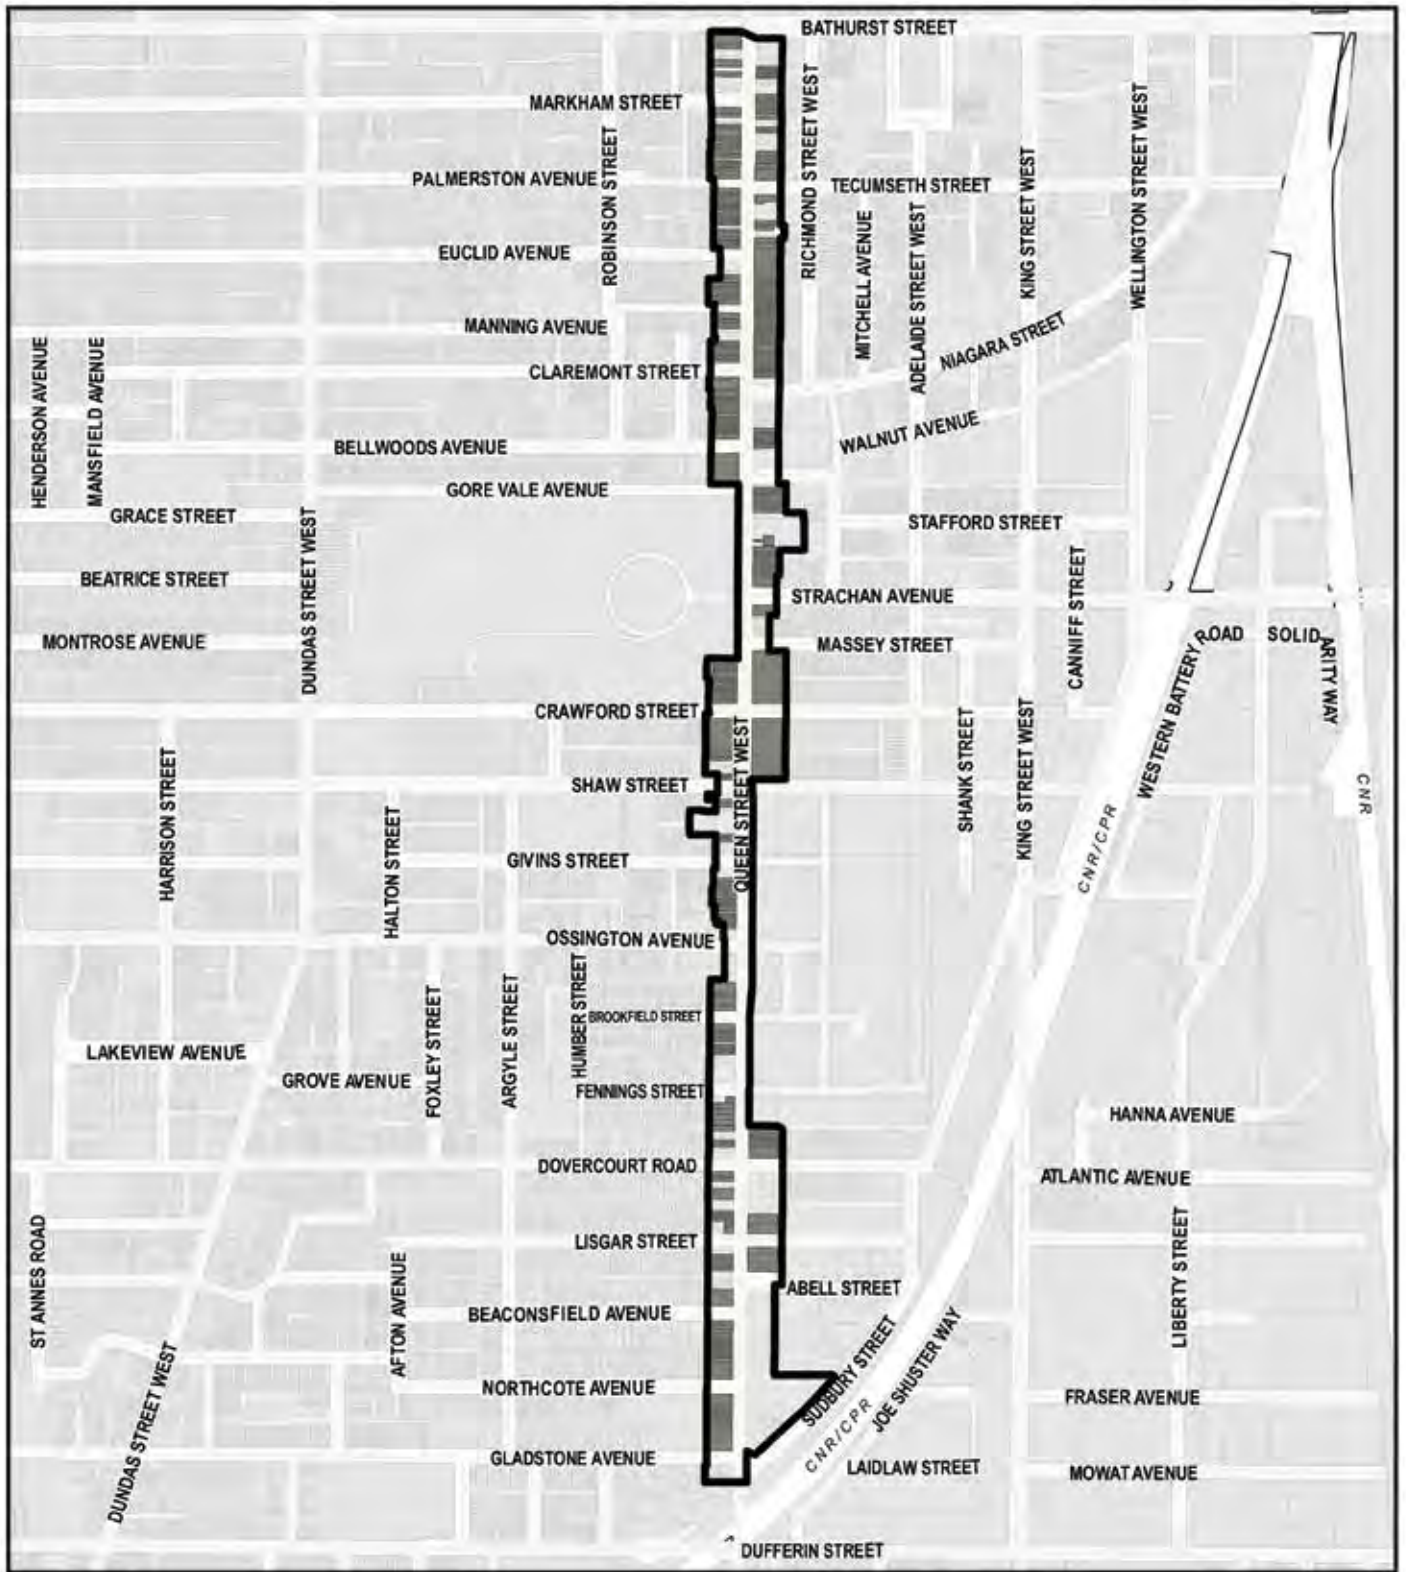 BATHURST STREET
MARKHAM STREET
RICHMOND STREET WEST
WELLINGTON STREET WEST
ROBINSON STREET
PALMERSTON AVENUE
TECUMSETH STREET
KING STREET WEST
MITCHELL AVENUE
ADELAIDE STREET WEST
EUCLID AVENUE
MANNING AVENUE
NIAGARA STREET
HENDERSON AVENUE
MANSFIELD AVENUE
CLAREMONT STREET
WALNUT AVENUE
BELLWOODS AVENUE
GORE VALE AVENUE
GRACE STREET
STAFFORD STREET
DUNDAS STREET WEST
BEATRICE STREET
STRACHAN AVENUE
CANNIFF STREET
MONTROSE AVENUE
MASSEY STREET
WESTERN BATTERY ROAD
SOLIDARITY WAY
CRAWFORD STREET
QUEEN STREET WEST
SHANK STREET
KING STREET WEST
HARRISON STREET
SHAW STREET
CNR
HALTON STREET
GIVINS STREET
CNR/CPR
OSSINGTON AVENUE
HUMBER STREET
BROOKFIELD STREET
FOXLEY STREET
ARGYLE STREET
LAKEVIEW AVENUE
GROVE AVENUE
FENNINGS STREET
HANNA AVENUE
DOVERCOURT ROAD
ATLANTIC AVENUE
ST ANNES ROAD
LISGAR STREET
LIBERTY STREET
AFTON AVENUE
ABELL STREET
BEACONSFIELD AVENUE
SUDBURY STREET
JOE SHUSTER WAY
DUNDAS STREET WEST
NORTHCOTE AVENUE
FRASER AVENUE
CNR/CPR
GLADSTONE AVENUE
LAIDLAW STREET
MOWAT AVENUE
DUFFERIN STREET